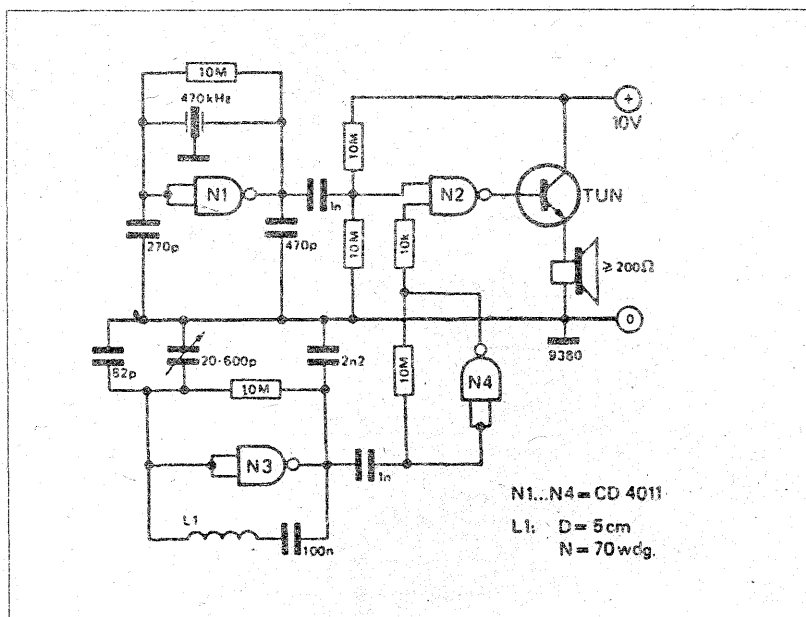 10M
470kHz
+
10V
10M
N1
1n
N2
TUN
270p
470p
10M
10k
≥ 200Ω
0
9380
82p
20-600p
2n2
10M
10M
N4
N3
1n
L1
100n
N1...N4 = CD 4011
L1: D = 5cm
N = 70 wdg.